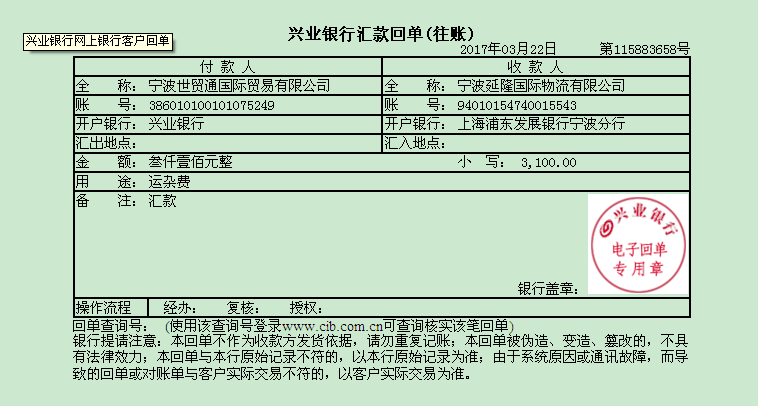 兴业银行汇款回单(往账)
兴业银行网上银行客户回单
2017年03月22日 第115883658号
付 款 人 收 款 人
全 称: 宁波世贸通国际贸易有限公司 全 称: 宁波延隆国际物流有限公司
账 号: 386010100101075249 账 号: 94010154740015543
开户银行: 兴业银行 开户银行: 上海浦东发展银行宁波分行
汇出地点: 汇入地点:
金 额: 叁仟壹佰元整 小 写: 3,100.00
用 途: 运杂费
备 注: 汇款
兴业银行
电子回单
专用章
银行盖章:
操作流程 经办: 复核: 授权:
回单查询号: (使用该查询号登录www.cib.com.cn可查询核实该笔回单)
银行提请注意: 本回单不作为收款方发货依据, 请勿重复记账; 本回单被伪造、变造、篡改的, 不具
有法律效力; 本回单与本行原始记录不符的, 以本行原始记录为准; 由于系统原因或通讯故障, 而导
致的回单或对账单与客户实际交易不符的, 以客户实际交易为准。